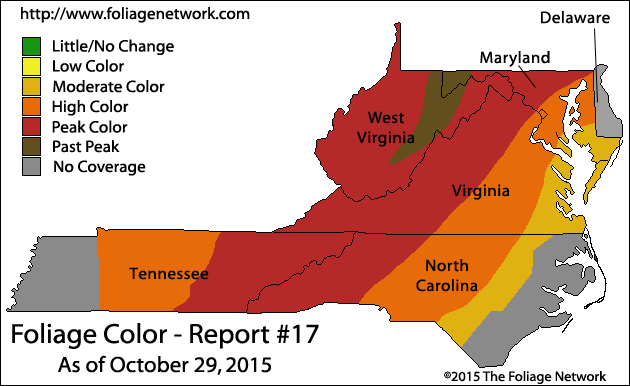 http://www.foliagenetwork.com
Delaware
Little/No Change
Low Color
Moderate Color
High Color
Peak Color
Past Peak
No Coverage
Maryland
West
Virginia
Virginia
Tennessee
North
Carolina
Foliage Color - Report #17
As of October 29, 2015
©2015 The Foliage Network